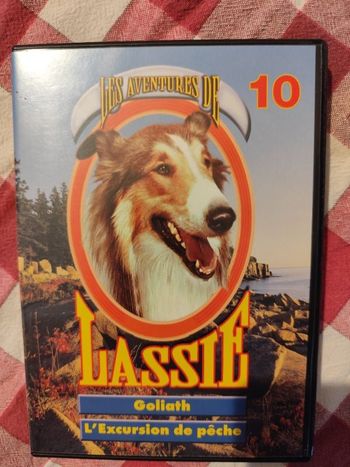 LES AVENTURES DE
10
LASSIE
Goliath
L'Excursion de pêche